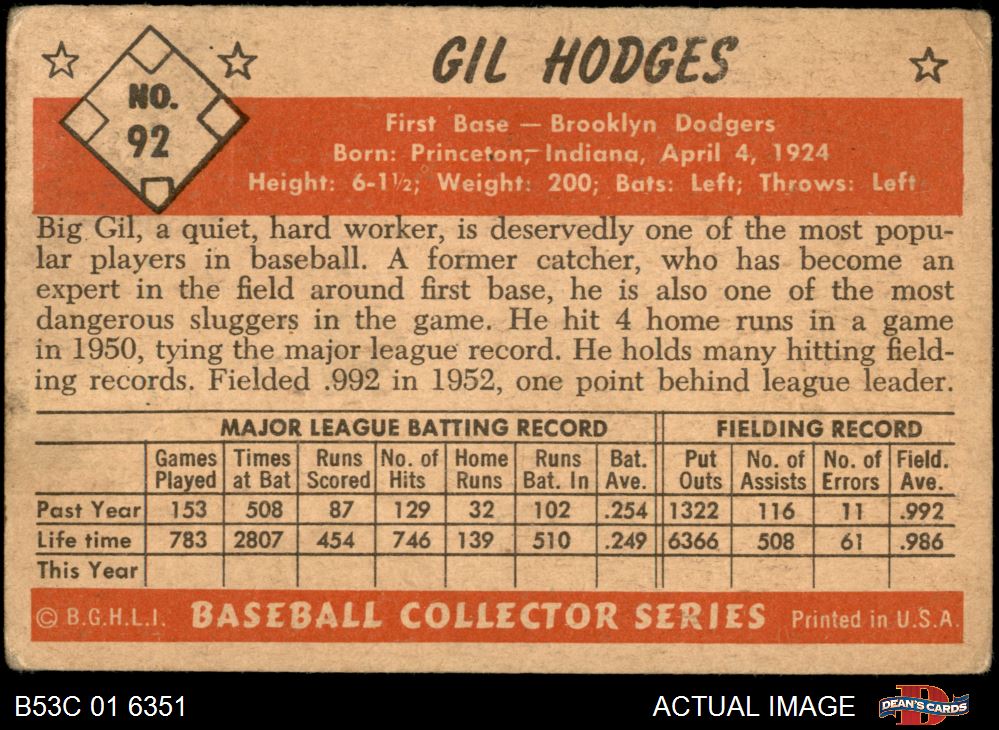 GIL HODGES
NO.
92
First Base — Brooklyn Dodgers
Born: Princeton, Indiana, April 4, 1924
Height: 6-1½; Weight: 200; Bats: Left; Throws: Left
Big Gil, a quiet, hard worker, is deservedly one of the most popu-
lar players in baseball. A former catcher, who has become an
expert in the field around first base, he is also one of the most
dangerous sluggers in the game. He hit 4 home runs in a game
in 1950, tying the major league record. He holds many hitting field-
ing records. Fielded .992 in 1952, one point behind league leader.
MAJOR LEAGUE BATTING RECORD FIELDING RECORD
Games Times Runs No. of Home Runs Bat. Put No. of No. of Field.
Played at Bat Scored Hits Runs Bat. In Ave. Outs Assists Errors Ave.
Past Year 153 508 87 129 32 102 .254 1322 116 11 .992
Life time 783 2807 454 746 139 510 .249 6366 508 61 .986
This Year
© B.G.H.L.I. BASEBALL COLLECTOR SERIES Printed in U.S.A.
B53C 01 6351 ACTUAL IMAGE DEAN'S CARDS